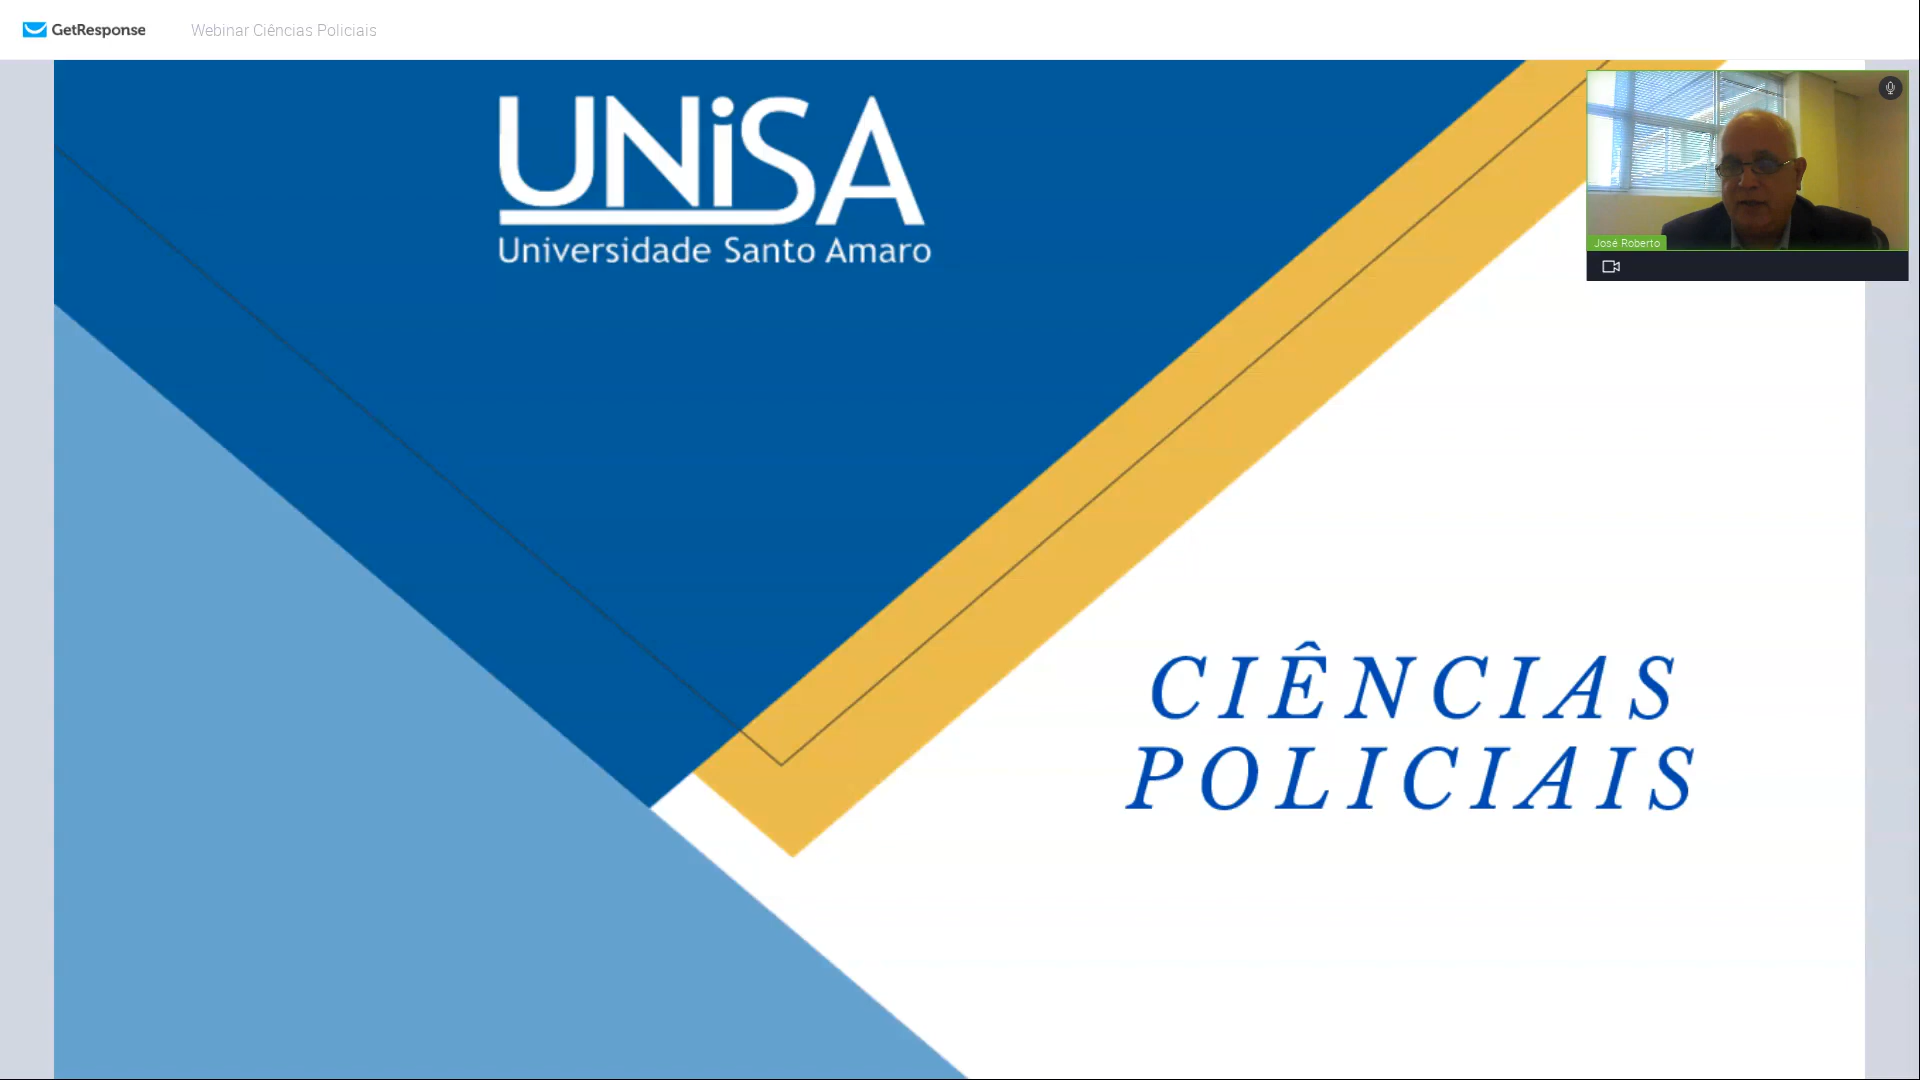 GetResponse
Webinar Ciências Policiais
UNiSA
Universidade Santo Amaro
José Roberto
CIÊNCIAS
POLICIAIS